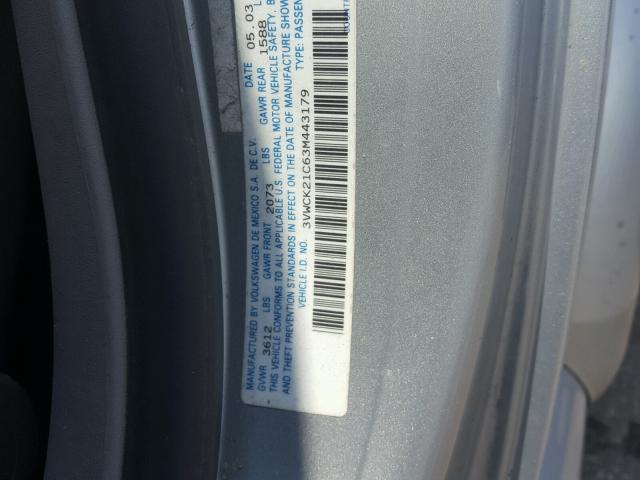 MANUFACTURED BY VOLKSWAGEN DE MEXICO S.A. DE C.V. DATE 05.03
GVWR 3612 LBS GAWR FRONT 2073 LBS GAWR REAR 1588 L
THIS VEHICLE CONFORMS TO ALL APPLICABLE U.S. FEDERAL MOTOR VEHICLE SAFETY, B
AND THEFT PREVENTION STANDARDS IN EFFECT ON THE DATE OF MANUFACTURE SHOW
VEHICLE I.D. NO. 3VWCK21C63M443179 TYPE: PASSEN